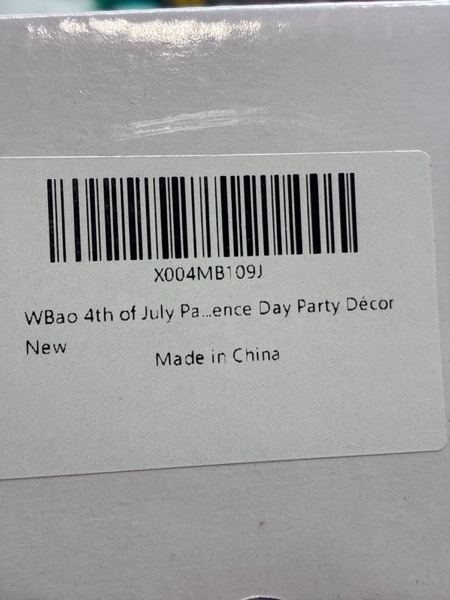 X004MB109J
WBao 4th of July Pa...ence Day Party Décor
New
Made in China